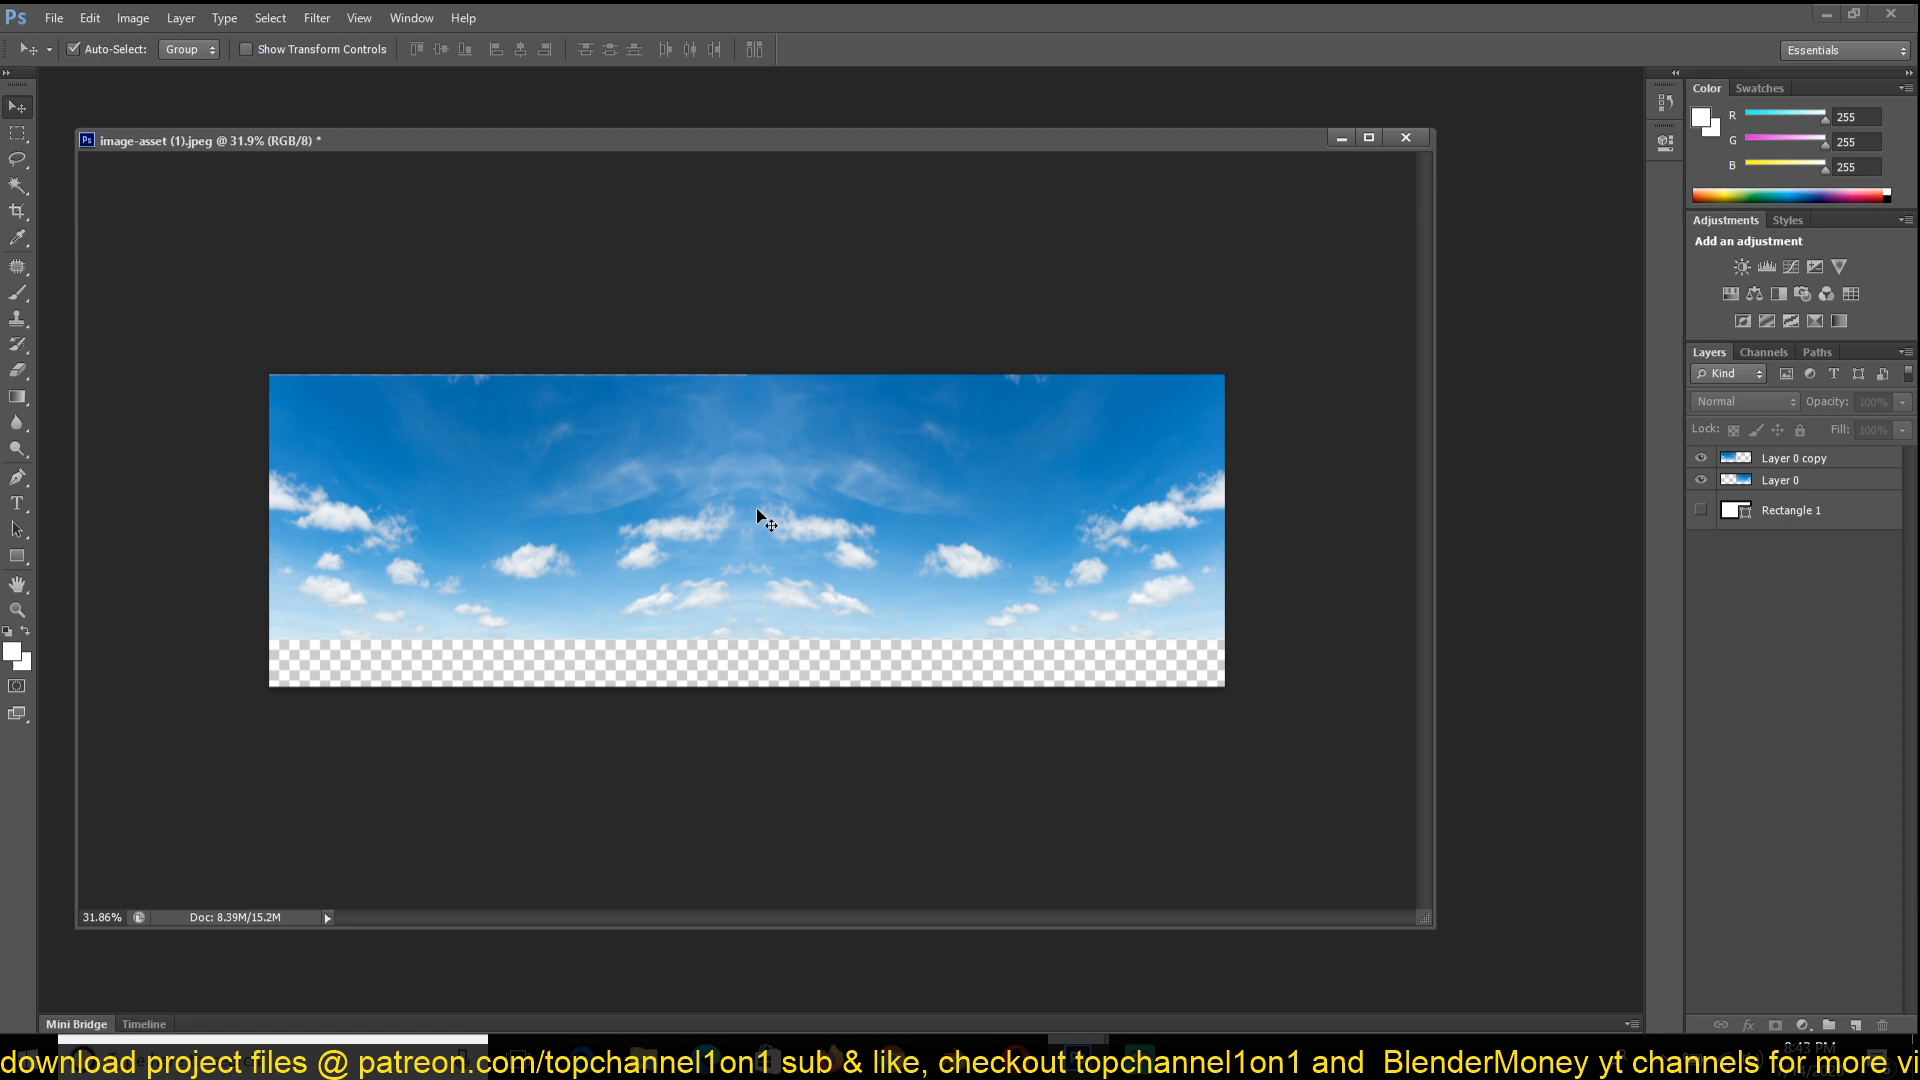 Ps File Edit Image Layer Type Select Filter View Window Help
Auto-Select: Group Show Transform Controls Essentials
Ps image-asset (1).jpeg @ 31.9% (RGB/8) *
Color Swatches
R 255
G 255
B 255
Adjustments Styles
Add an adjustment
Layers Channels Paths
Kind T
Normal Opacity: 100%
Lock: Fill: 100%
Layer 0 copy
Layer 0
Rectangle 1
T
31.86% Doc: 8.39M/15.2M
Mini Bridge Timeline
8:43 PM
download project files @ patreon.com/topchannel1on1 sub & like, checkout topchannel1on1 and BlenderMoney yt channels for more vi